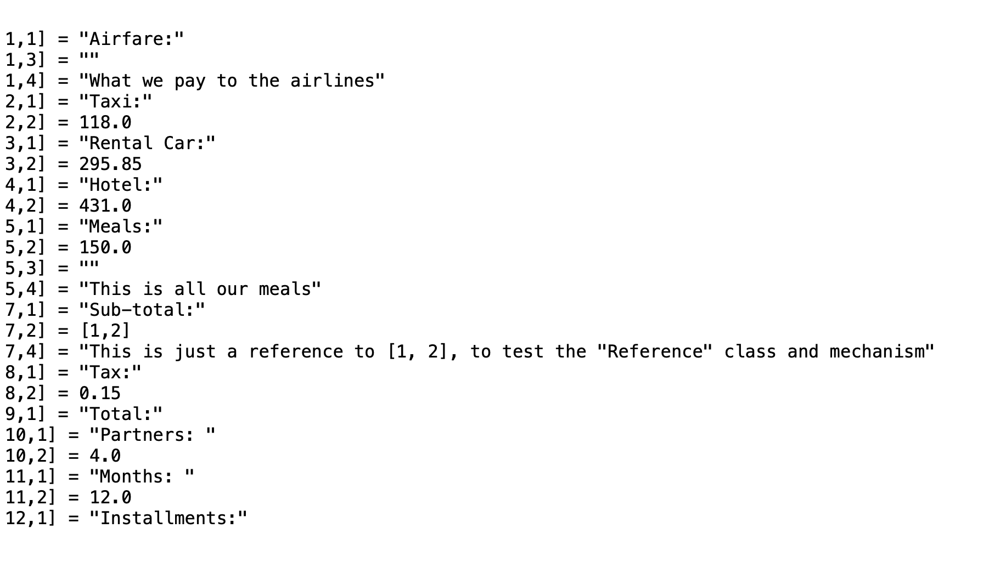 1,1] = "Airfare:"
1,3] = ""
1,4] = "What we pay to the airlines"
2,1] = "Taxi:"
2,2] = 118.0
3,1] = "Rental Car:"
3,2] = 295.85
4,1] = "Hotel:"
4,2] = 431.0
5,1] = "Meals:"
5,2] = 150.0
5,3] = ""
5,4] = "This is all our meals"
7,1] = "Sub-total:"
7,2] = [1,2]
7,4] = "This is just a reference to [1, 2], to test the "Reference" class and mechanism"
8,1] = "Tax:"
8,2] = 0.15
9,1] = "Total:"
10,1] = "Partners: "
10,2] = 4.0
11,1] = "Months: "
11,2] = 12.0
12,1] = "Installments:"